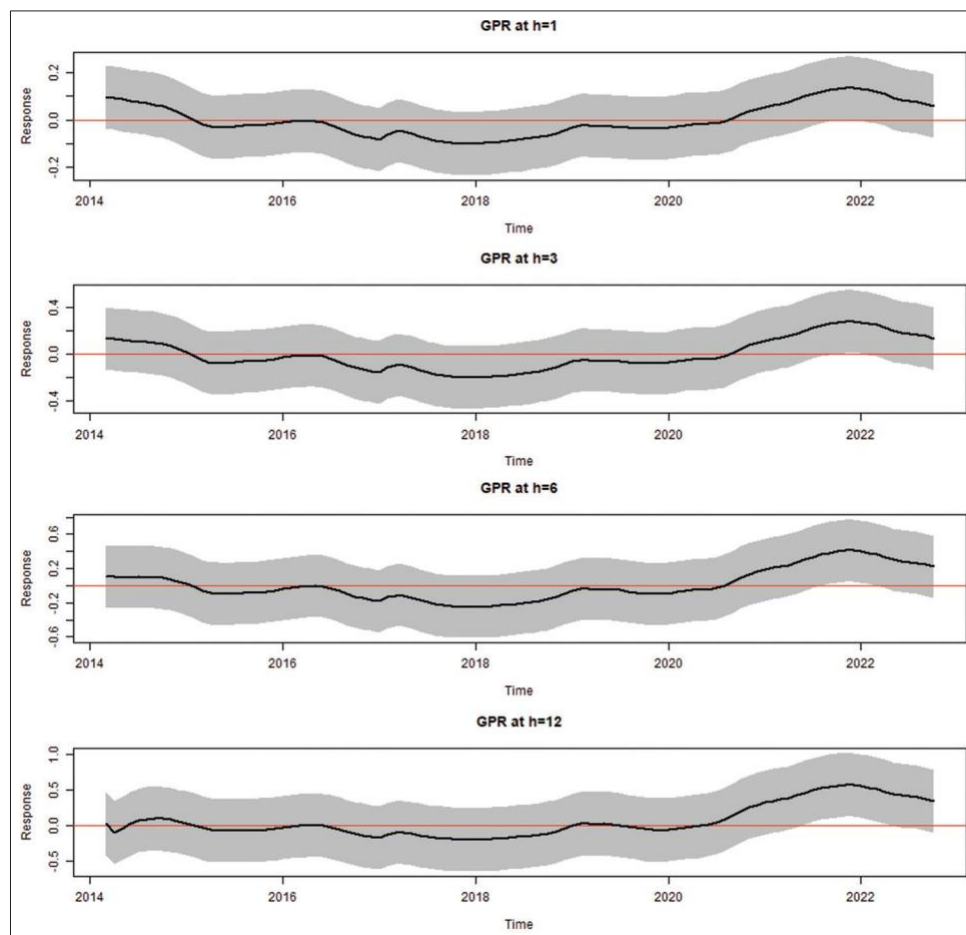 GPR at h=1
Response
0.2
0.0
-0.2
2014 2016 2018 2020 2022
Time
GPR at h=3
Response
0.4
0.0
-0.4
2014 2016 2018 2020 2022
Time
GPR at h=6
Response
0.6
0.2
-0.2
-0.6
2014 2016 2018 2020 2022
Time
GPR at h=12
Response
1.0
0.5
0.0
-0.5
2014 2016 2018 2020 2022
Time